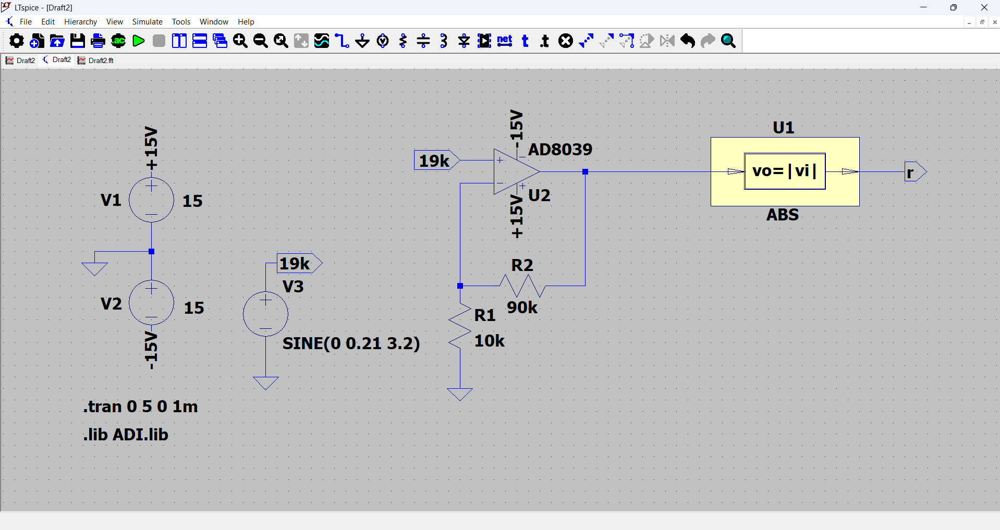 LTspice - [Draft2]
File Edit Hierarchy View Simulate Tools Window Help
.ac
net t .t
Draft2 Draft2 Draft2.fft
+15V
V1 15
V2 15
-15V
19k
V3
SINE(0 0.21 3.2)
.tran 0 5 0 1m
.lib ADI.lib
-15V
AD8039
19k
U2
+15V
R2
90k
R1
10k
U1
vo=|vi|
ABS
r